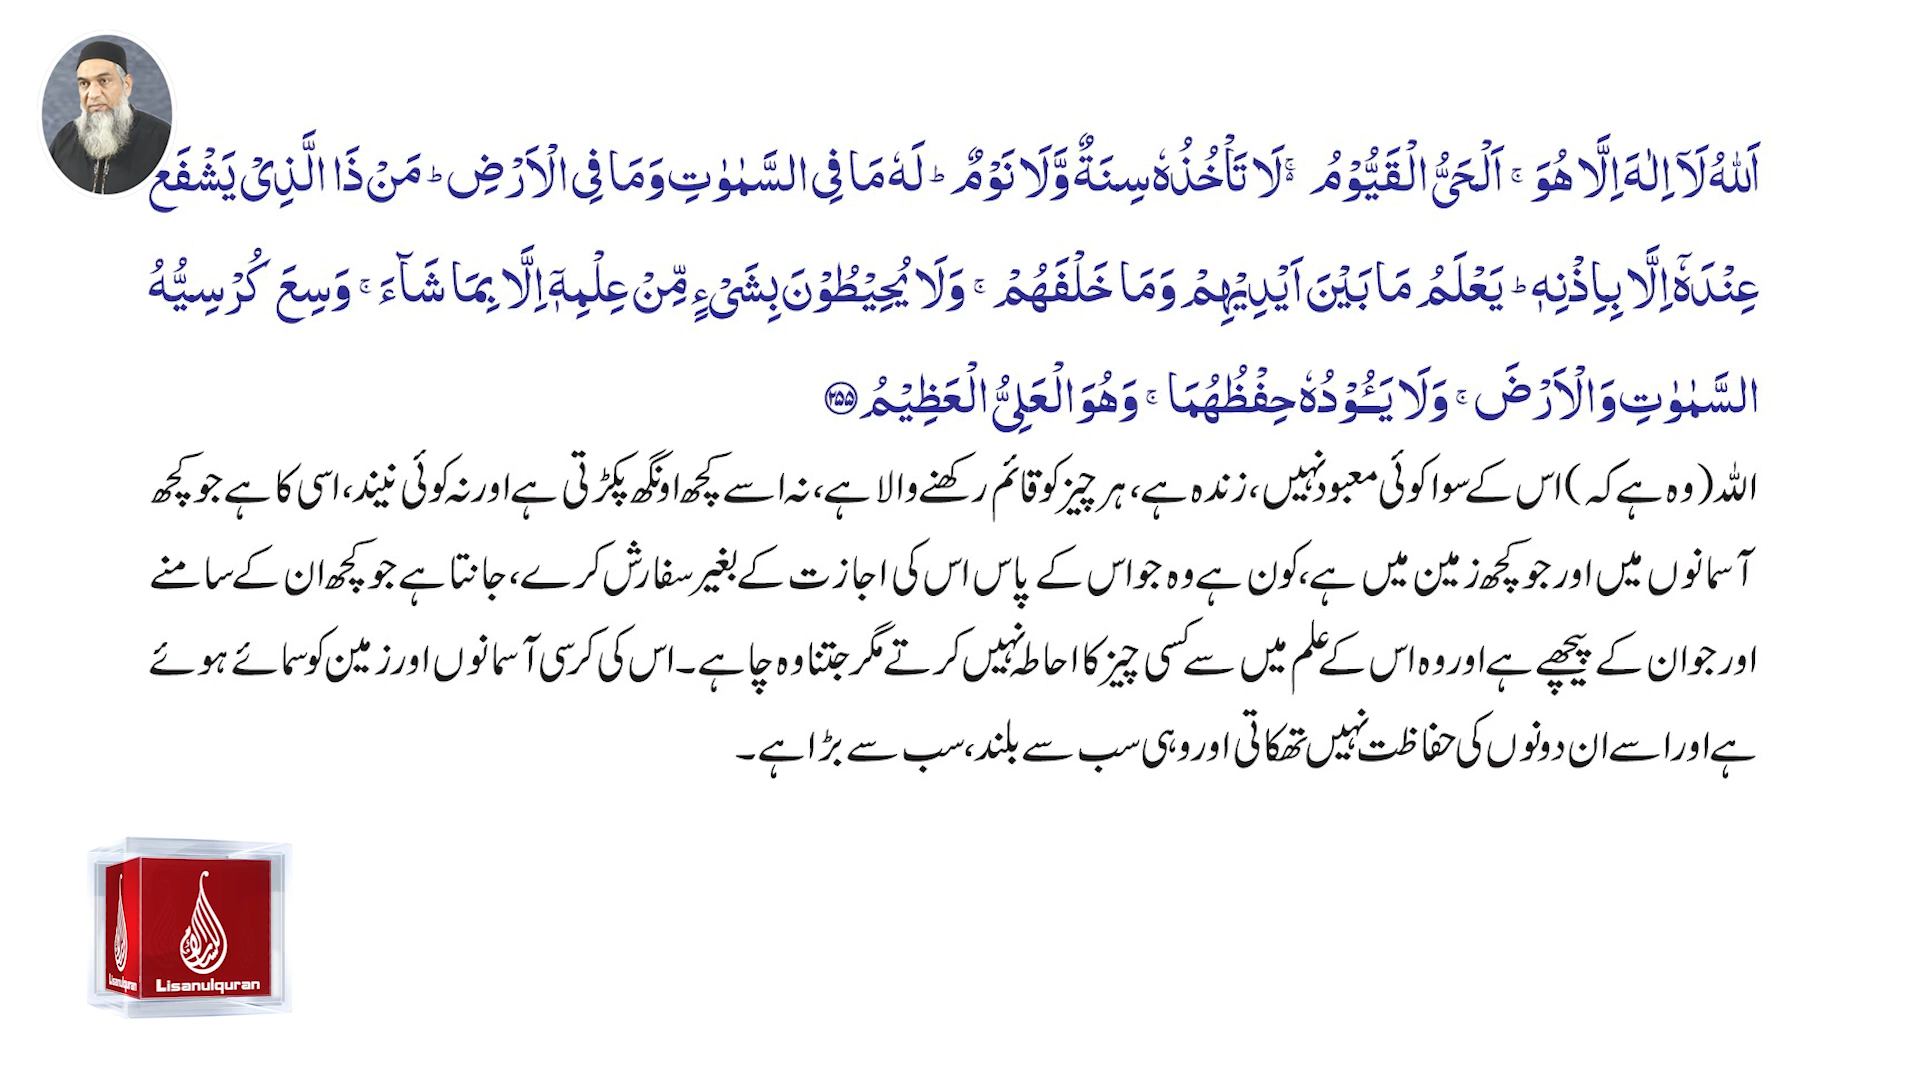 اَللّٰهُ لَاۤ اِلٰهَ اِلَّا هُوَ ۚ اَلْحَیُّ الْقَیُّوْمُ ۬ۚ لَا تَاْخُذُهٗ سِنَةٌ وَّلَا نَوْمٌ ؕ لَهٗ مَا فِی السَّمٰوٰتِ وَمَا فِی الْاَرْضِ ؕ مَنْ ذَا الَّذِیْ یَشْفَعُ
عِنْدَهٗۤ اِلَّا بِاِذْنِهٖ ؕ یَعْلَمُ مَا بَیْنَ اَیْدِیْهِمْ وَمَا خَلْفَهُمْ ۚ وَلَا یُحِیْطُوْنَ بِشَیْءٍ مِّنْ عِلْمِهٖۤ اِلَّا بِمَا شَآءَ ۚ وَسِعَ كُرْسِیُّهُ
السَّمٰوٰتِ وَالْاَرْضَ ۚ وَلَا یَـُٔوْدُهٗ حِفْظُهُمَا ۚ وَهُوَ الْعَلِیُّ الْعَظِیْمُ ﴿۲۵۵﴾
اللہ (وہ ہے کہ) اس کے سوا کوئی معبود نہیں، زندہ ہے، ہر چیز کو قائم رکھنے والا ہے، نہ اسے کچھ اونگھ پکڑتی ہے اور نہ کوئی نیند، اسی کا ہے جو کچھ
آسمانوں میں اور جو کچھ زمین میں ہے، کون ہے وہ جو اس کے پاس اس کی اجازت کے بغیر سفارش کرے، جانتا ہے جو کچھ ان کے سامنے
اور جو ان کے پیچھے ہے اور وہ اس کے علم میں سے کسی چیز کا احاطہ نہیں کرتے مگر جتنا وہ چاہے۔ اس کی کرسی آسمانوں اور زمین کو سمائے ہوئے
ہے اور اسے ان دونوں کی حفاظت نہیں تھکاتی اور وہی سب سے بلند، سب سے بڑا ہے۔
Lisanulquran
Lisanulquran